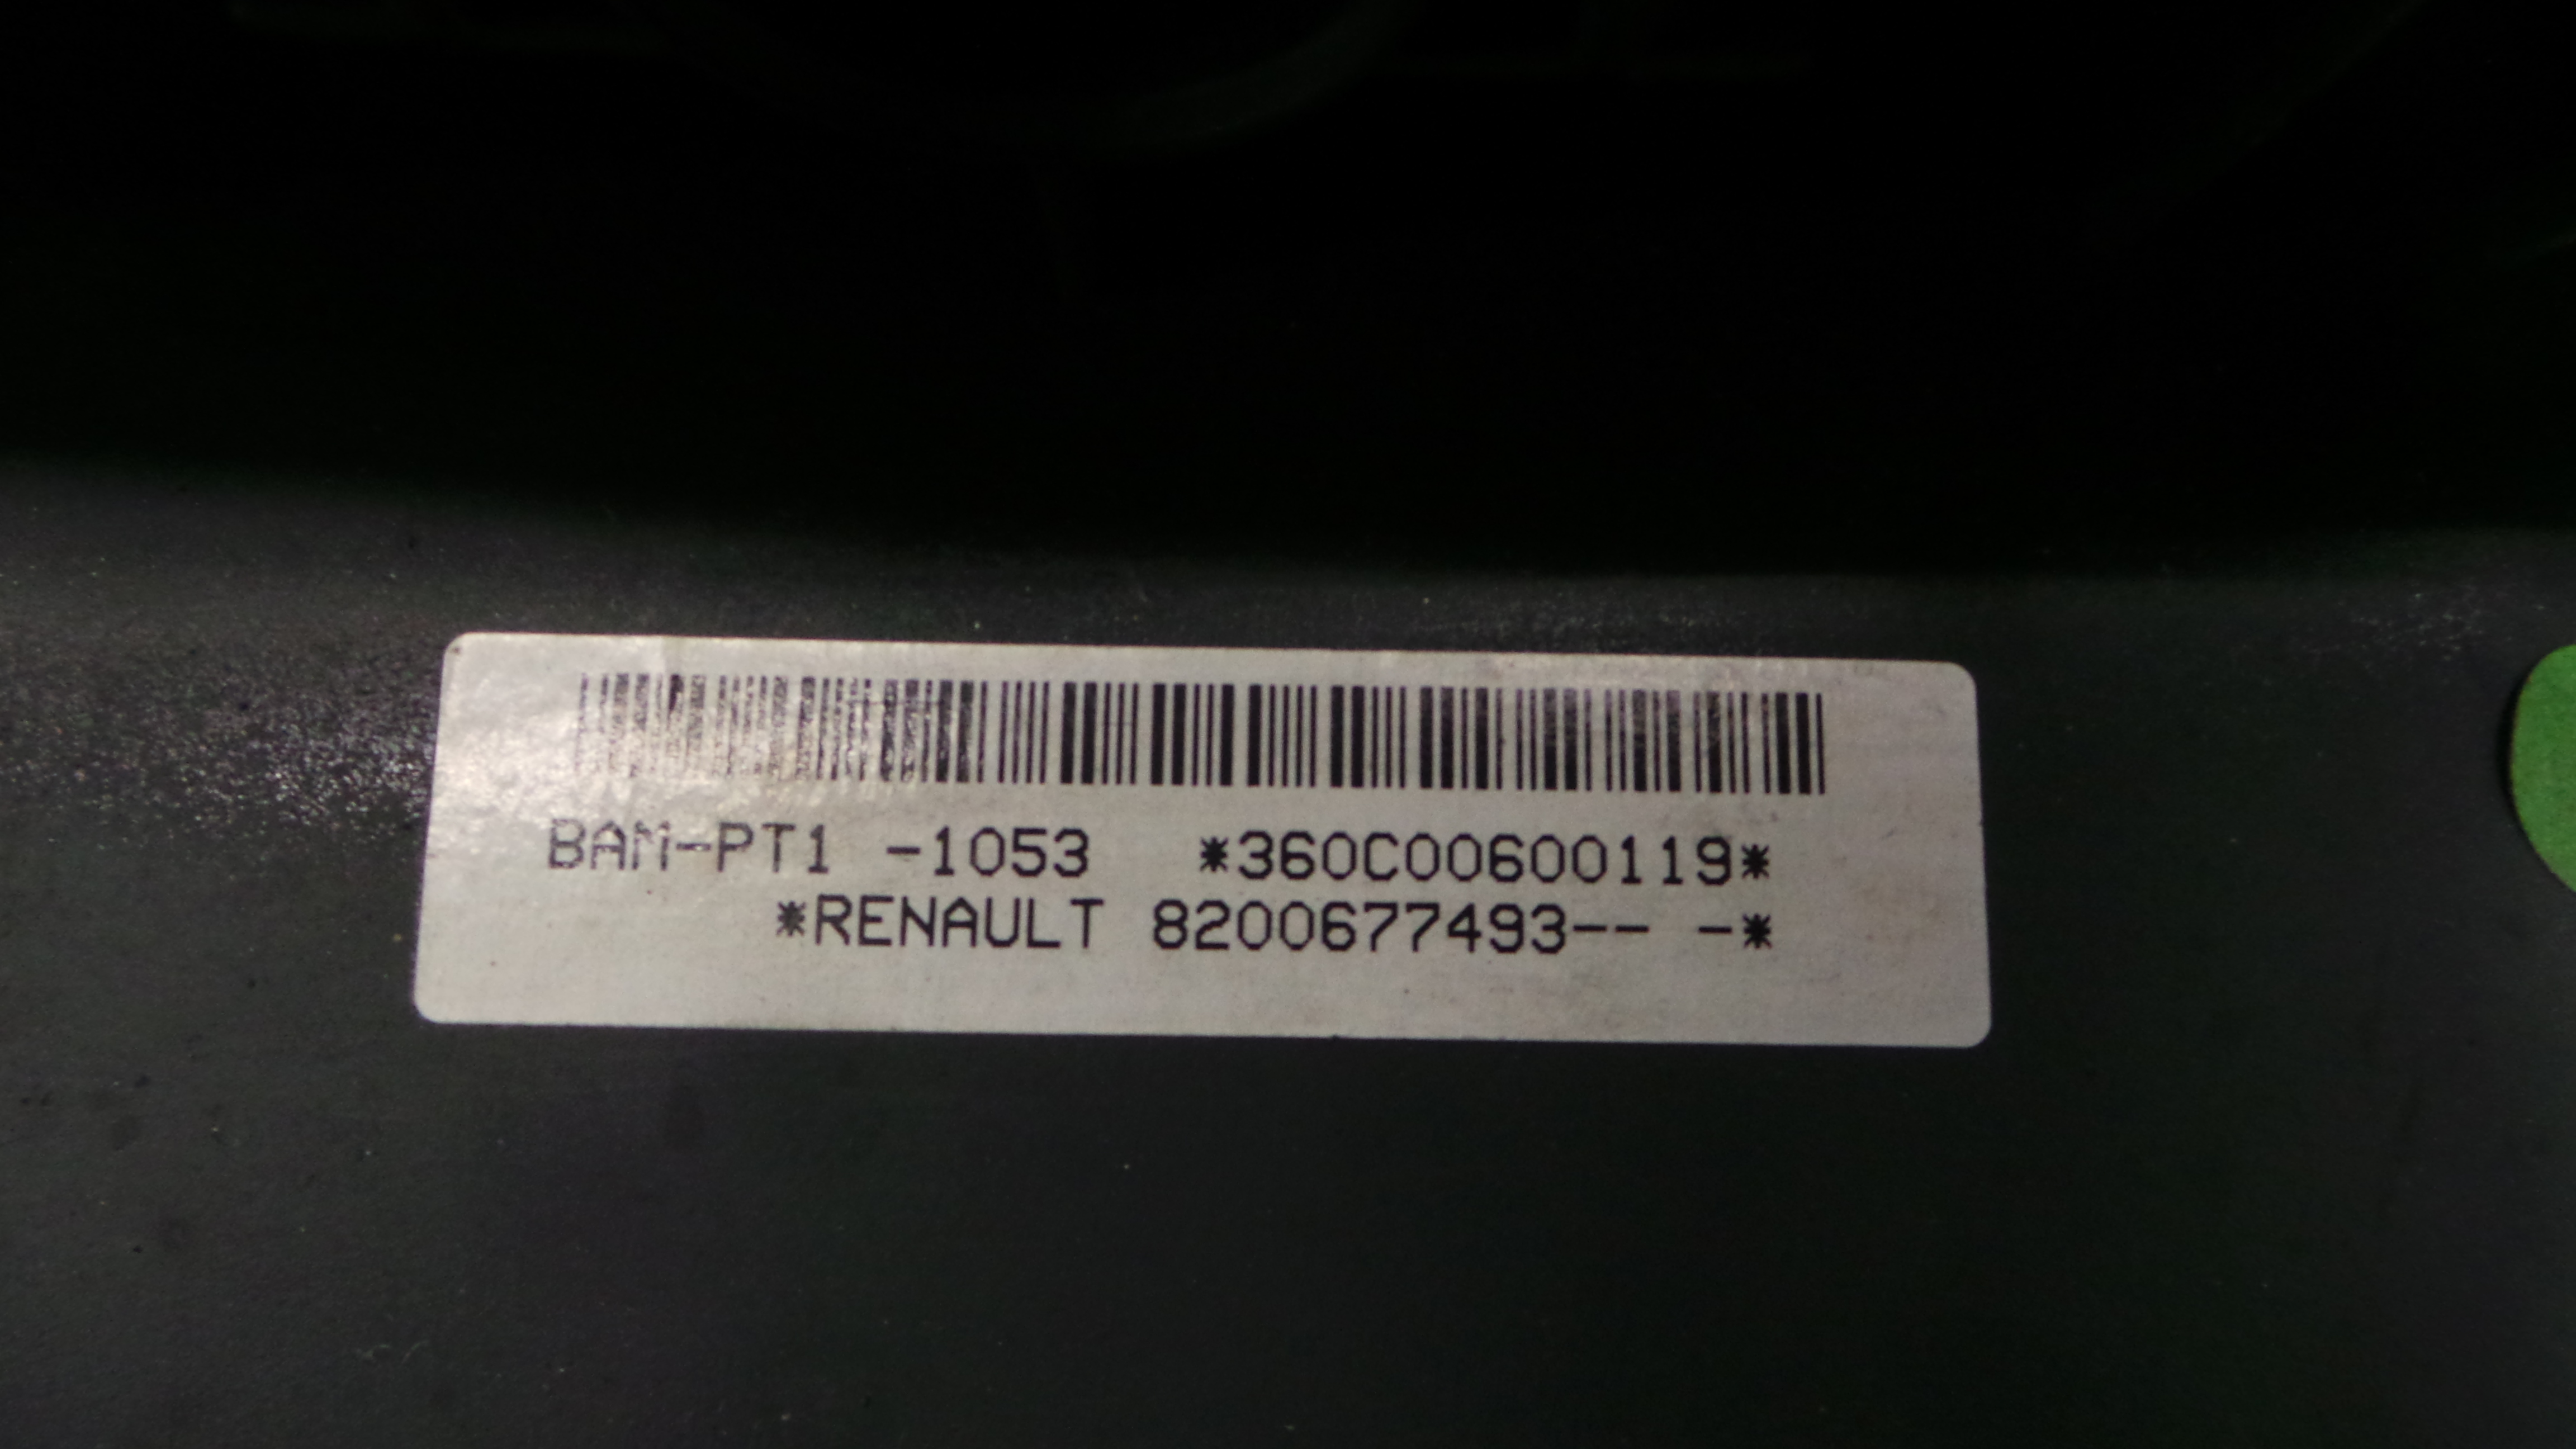 BAM-PT1 -1053 *360C00600119*
*RENAULT 8200677493-- -*